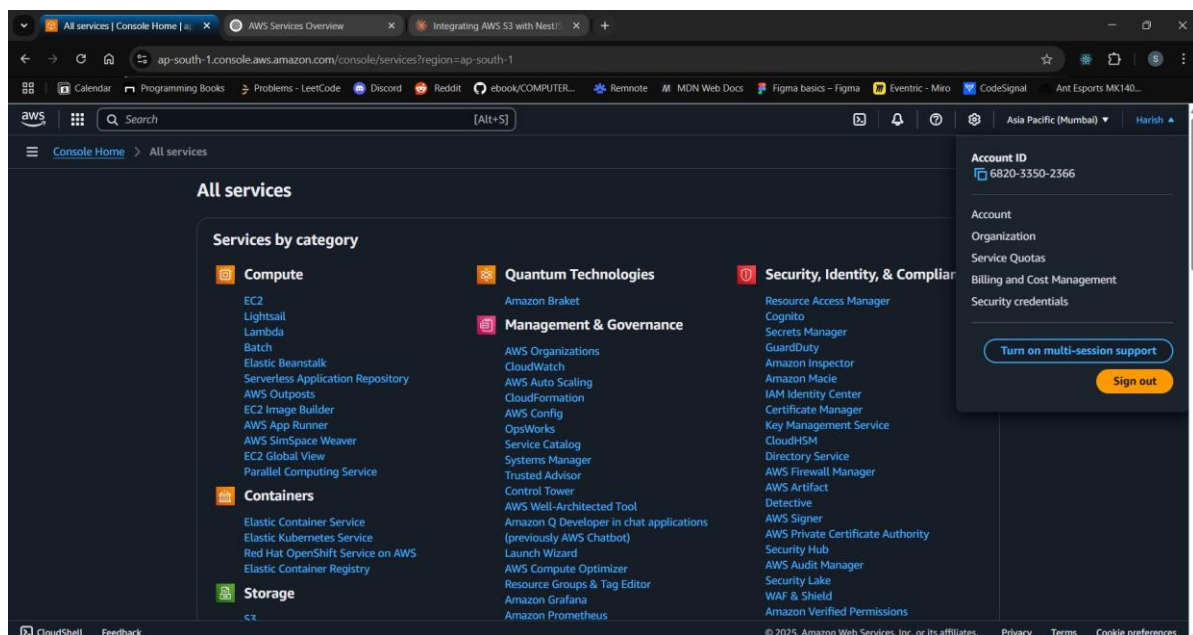 All services | Console Home | ap
AWS Services Overview
Integrating AWS S3 with NestJS
ap-south-1.console.aws.amazon.com/console/services?region=ap-south-1
S
Calendar
Programming Books
Problems - LeetCode
Discord
Reddit
ebook/COMPUTER...
Remnote
MDN Web Docs
Figma basics – Figma
Eventric - Miro
CodeSignal
Ant Esports MK140...
aws
Search
[Alt+S]
Asia Pacific (Mumbai)
Harish
Console Home > All services
Account ID
6820-3350-2366
Account
Organization
Service Quotas
Billing and Cost Management
Security credentials
Turn on multi-session support
Sign out
All services
Services by category
Compute
EC2
Lightsail
Lambda
Batch
Elastic Beanstalk
Serverless Application Repository
AWS Outposts
EC2 Image Builder
AWS App Runner
AWS SimSpace Weaver
EC2 Global View
Parallel Computing Service
Containers
Elastic Container Service
Elastic Kubernetes Service
Red Hat OpenShift Service on AWS
Elastic Container Registry
Storage
S3
Quantum Technologies
Amazon Braket
Management & Governance
AWS Organizations
CloudWatch
AWS Auto Scaling
CloudFormation
AWS Config
OpsWorks
Service Catalog
Systems Manager
Trusted Advisor
Control Tower
AWS Well-Architected Tool
Amazon Q Developer in chat applications
(previously AWS Chatbot)
Launch Wizard
AWS Compute Optimizer
Resource Groups & Tag Editor
Amazon Grafana
Amazon Prometheus
Security, Identity, & Complian
Resource Access Manager
Cognito
Secrets Manager
GuardDuty
Amazon Inspector
Amazon Macie
IAM Identity Center
Certificate Manager
Key Management Service
CloudHSM
Directory Service
AWS Firewall Manager
AWS Artifact
Detective
AWS Signer
AWS Private Certificate Authority
Security Hub
AWS Audit Manager
Security Lake
WAF & Shield
Amazon Verified Permissions
CloudShell
Feedback
© 2025, Amazon Web Services, Inc. or its affiliates.
Privacy
Terms
Cookie preferences